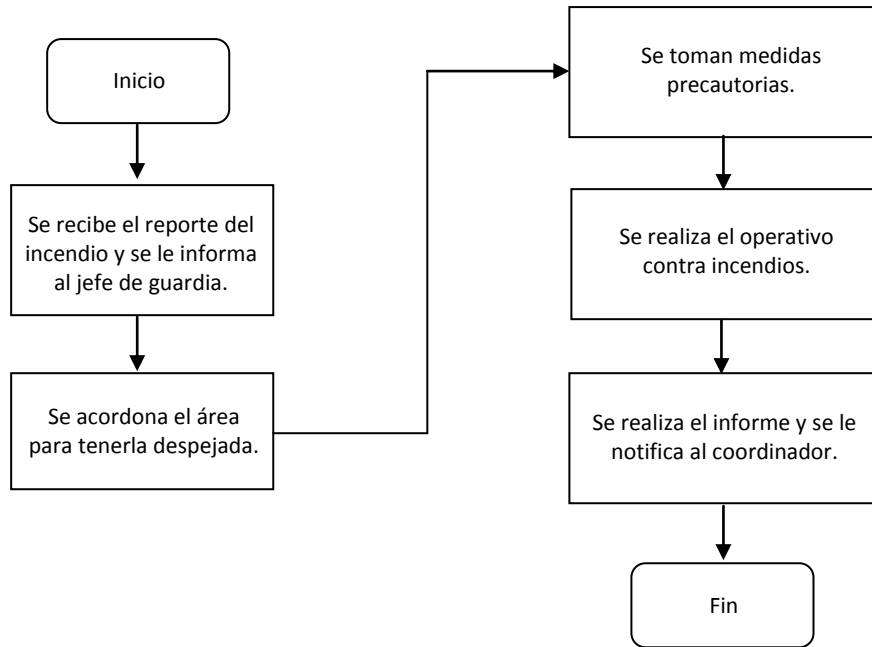 Inicio
Se recibe el reporte del
incendio y se le informa
al jefe de guardia.
Se acordona el área
para tenerla despejada.
Se toman medidas
precautorias.
Se realiza el operativo
contra incendios.
Se realiza el informe y se le
notifica al coordinador.
Fin